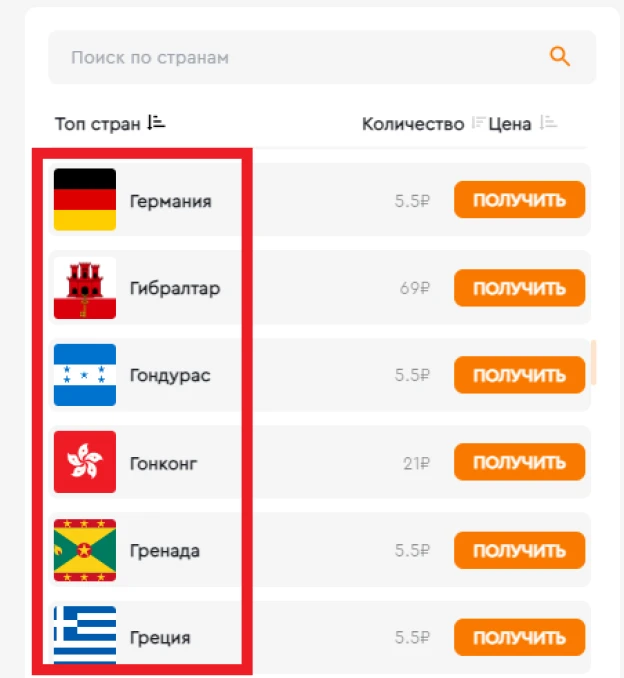 Поиск по странам
Топ стран Количество Цена
Германия 5.5₽ ПОЛУЧИТЬ
Гибралтар 69₽ ПОЛУЧИТЬ
Гондурас 5.5₽ ПОЛУЧИТЬ
Гонконг 21₽ ПОЛУЧИТЬ
Гренада 5.5₽ ПОЛУЧИТЬ
Греция 5.5₽ ПОЛУЧИТЬ